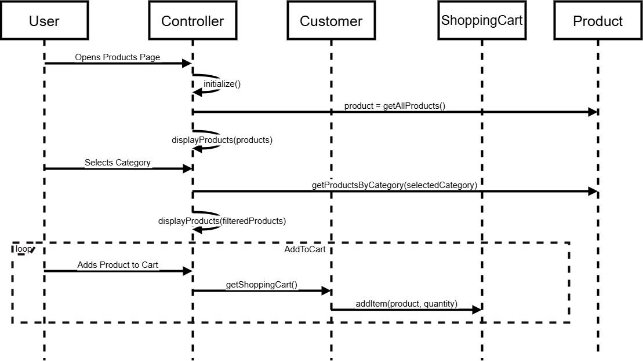 User
Controller
Customer
ShoppingCart
Product
Opens Products Page
initialize()
product = getAllProducts()
displayProducts(products)
Selects Category
getProductsByCategory(selectedCategory)
displayProducts(filteredProducts)
loop
AddToCart
Adds Product to Cart
getShoppingCart()
addItem(product, quantity)